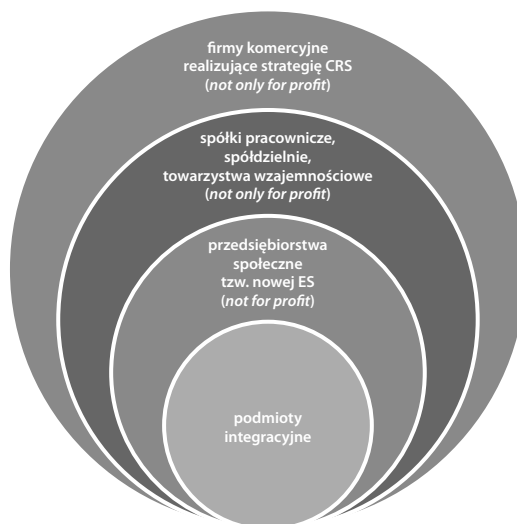 firmy komercyjne
realizujące strategię CRS
(not only for profit)
spółki pracownicze,
spółdzielnie,
towarzystwa wzajemnościowe
(not only for profit)
przedsiębiorstwa
społeczne
tzw. nowej ES
(not for profit)
podmioty
integracyjne